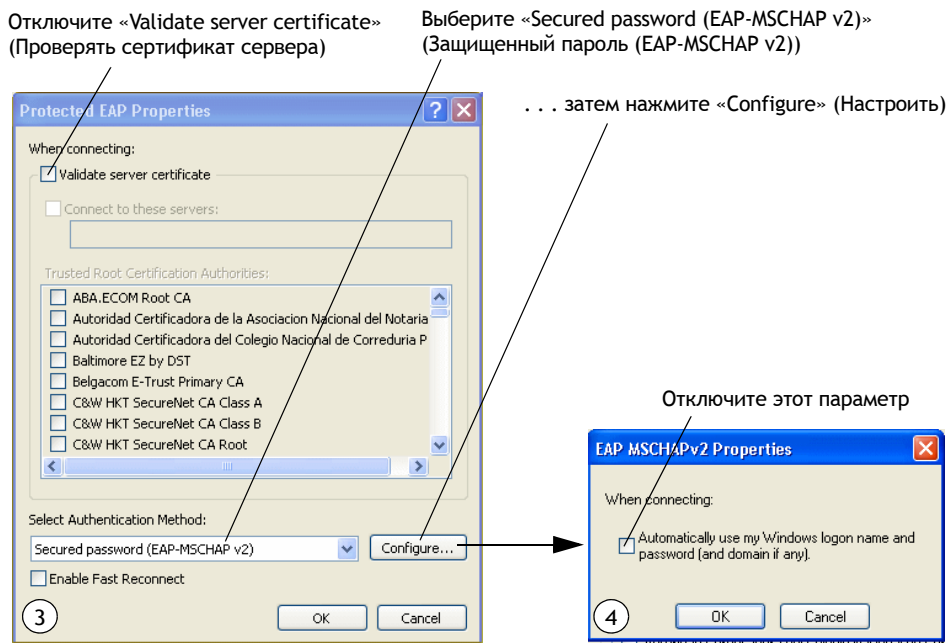 Отключите «Validate server certificate»
(Проверять сертификат сервера)
Выберите «Secured password (EAP-MSCHAP v2)»
(Защищенный пароль (EAP-MSCHAP v2))
. . . затем нажмите «Configure» (Настроить)
Protected EAP Properties
When connecting:
Validate server certificate
Connect to these servers:
Trusted Root Certification Authorities:
ABA.ECOM Root CA
Autoridad Certificadora de la Asociacion Nacional del Notaria
Autoridad Certificadora del Colegio Nacional de Correduria P
Baltimore EZ by DST
Belgacom E-Trust Primary CA
C&W HKT SecureNet CA Class A
C&W HKT SecureNet CA Class B
C&W HKT SecureNet CA Root
Select Authentication Method:
Secured password (EAP-MSCHAP v2)
Configure...
Enable Fast Reconnect
3
OK
Cancel
Отключите этот параметр
EAP MSCHAPv2 Properties
When connecting:
Automatically use my Windows logon name and
password (and domain if any).
4
OK
Cancel